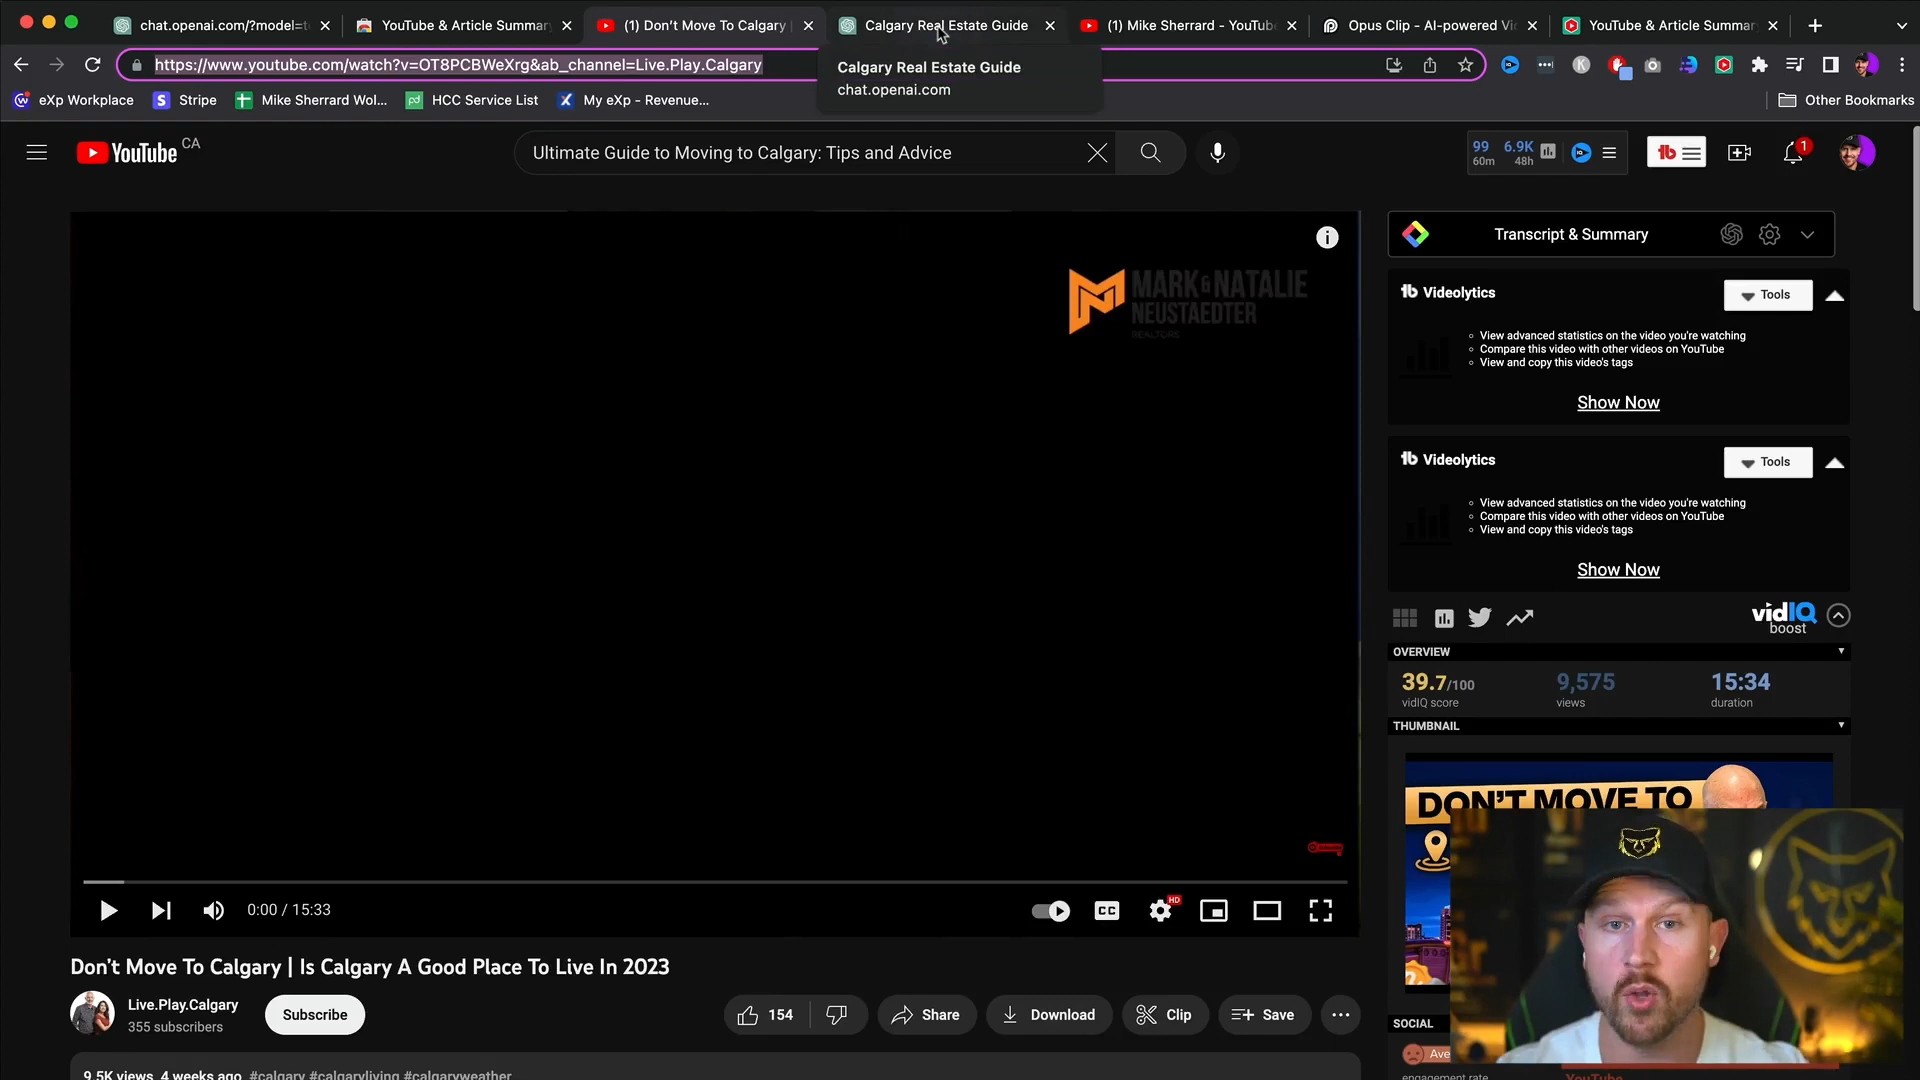 chat.openai.com/?model=t
YouTube & Article Summar
(1) Don't Move To Calgary |
Calgary Real Estate Guide
(1) Mike Sherrard - YouTube
Opus Clip - AI-powered Vi
YouTube & Article Summar
https://www.youtube.com/watch?v=OT8PCBWeXrg&ab_channel=Live.Play.Calgary
Calgary Real Estate Guide
chat.openai.com
eXp Workplace
Stripe
Mike Sherrard Wol...
HCC Service List
My eXp - Revenue...
Other Bookmarks
YouTube CA
Ultimate Guide to Moving to Calgary: Tips and Advice
99
60m
6.9K
48h
1
MARK & NATALIE
NEUSTAEDTER
REALTORS
Transcript & Summary
Videolytics
Tools
View advanced statistics on the video you're watching
Compare this video with other videos on YouTube
View and copy this video's tags
Show Now
Videolytics
Tools
View advanced statistics on the video you're watching
Compare this video with other videos on YouTube
View and copy this video's tags
Show Now
vidIQ
boost
OVERVIEW
39.7/100
vidIQ score
9,575
views
15:34
duration
THUMBNAIL
DON'T MOVE TO
0:00 / 15:33
CC
HD
Don't Move To Calgary | Is Calgary A Good Place To Live In 2023
Live.Play.Calgary
355 subscribers
Subscribe
154
Share
Download
Clip
Save
SOCIAL
Ave
engagement rate
YouTube
9.5K views 4 weeks ago #calgary #calgaryliving #calgaryweather